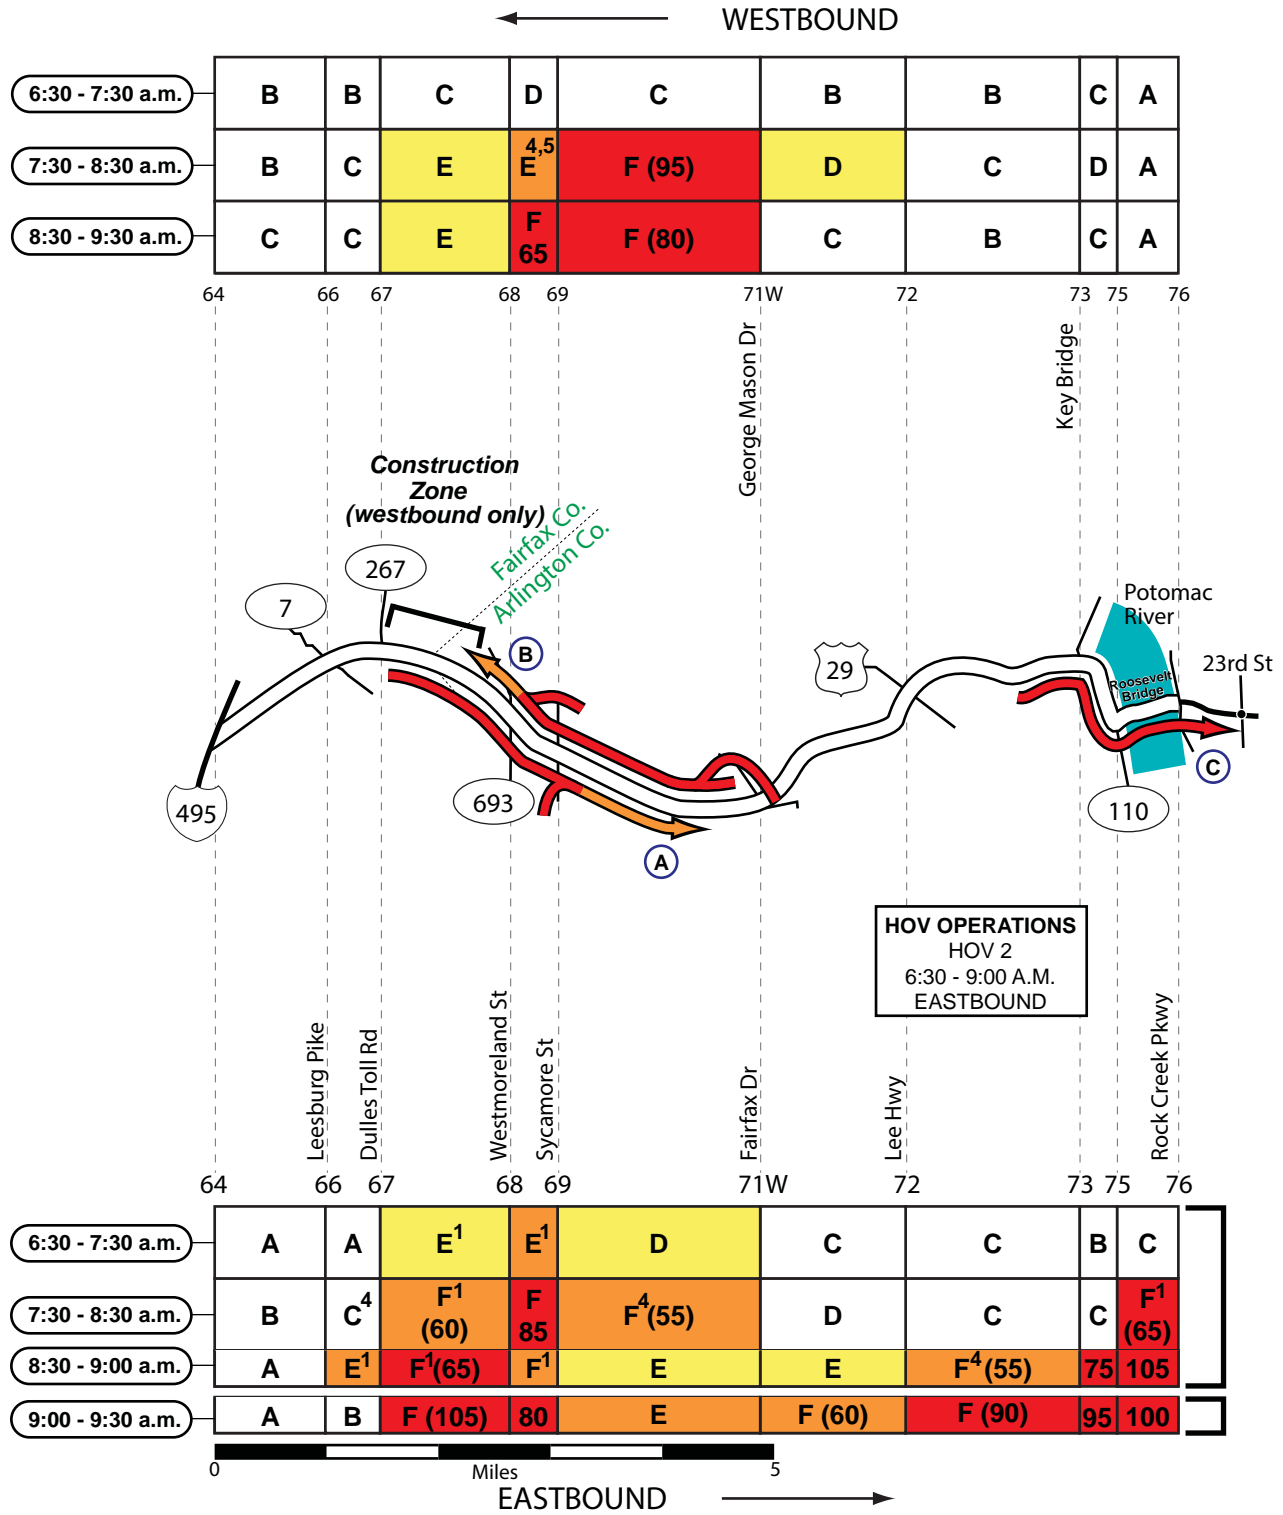 WESTBOUND
6:30 - 7:30 a.m. B B C D C B B C A
7:30 - 8:30 a.m. B C E E 4,5 F (95) D C D A
8:30 - 9:30 a.m. C C E F 65 F (80) C B C A
64 66 67 68 69 71W 72 73 75 76
George Mason Dr
Key Bridge
Construction
Zone
(westbound only)
Fairfax Co.
Arlington Co.
267
7
B
Potomac
River
29
23rd St
Roosevelt
Bridge
C
495
693
110
A
HOV OPERATIONS
HOV 2
6:30 - 9:00 A.M.
EASTBOUND
Leesburg Pike
Dulles Toll Rd
Westmoreland St
Sycamore St
Fairfax Dr
Lee Hwy
Rock Creek Pkwy
64 66 67 68 69 71W 72 73 75 76
6:30 - 7:30 a.m. A A E1 E1 D C C B C
7:30 - 8:30 a.m. B C4 F1 (60) F 85 F4 (55) D C C F1 (65)
8:30 - 9:00 a.m. A E1 F1(65) F1 E E F4 (55) 75 105
9:00 - 9:30 a.m. A B F (105) 80 E F (60) F (90) 95 100
0 Miles 5
EASTBOUND